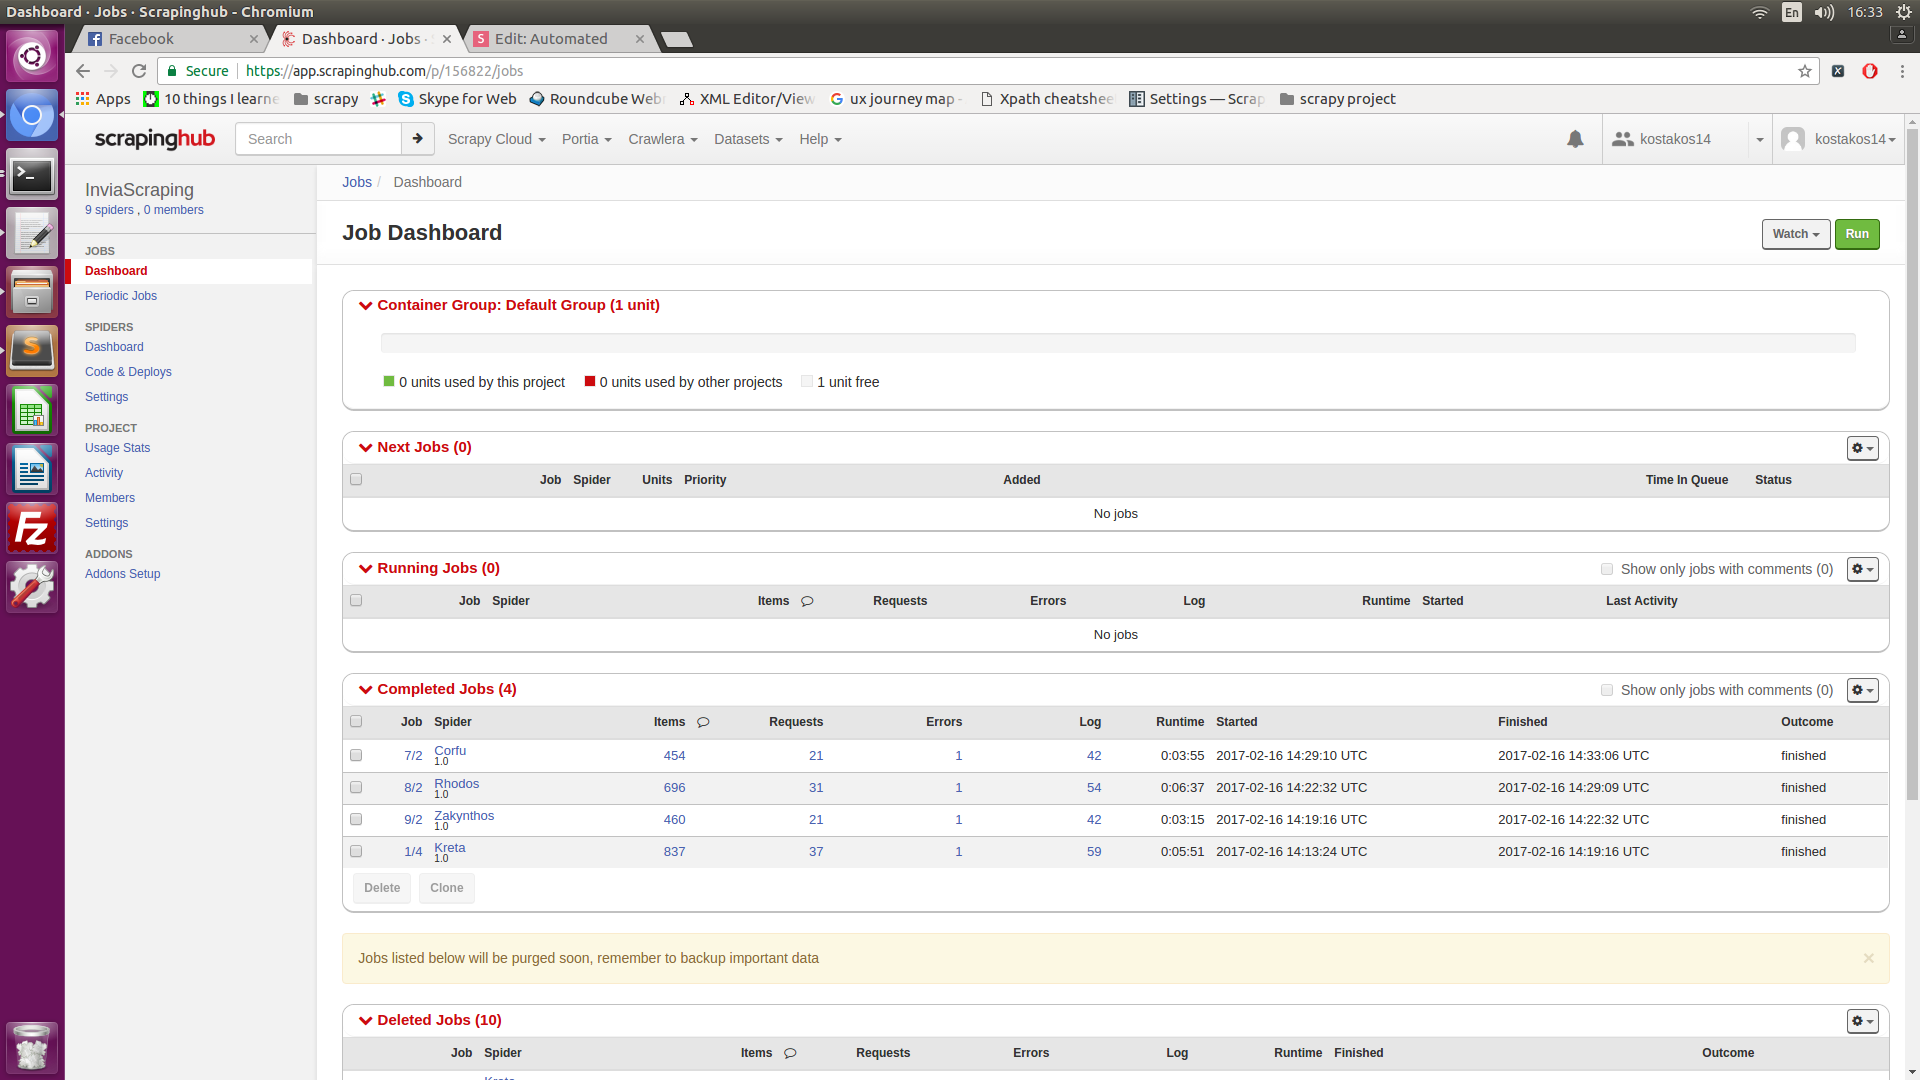 Dashboard · Jobs · Scrapinghub - Chromium
En 16:33
Facebook Dashboard · Jobs · Edit: Automated
Secure https://app.scrapinghub.com/p/156822/jobs
Apps 10 things I learne scrapy Skype for Web Roundcube Web XML Editor/View ux journey map - Xpath cheatshee Settings — Scrap scrapy project
scrapinghub Search Scrapy Cloud Portia Crawlera Datasets Help kostakos14 kostakos14
InviaScraping
9 spiders , 0 members
JOBS
Dashboard
Periodic Jobs
SPIDERS
Dashboard
Code & Deploys
Settings
PROJECT
Usage Stats
Activity
Members
Settings
ADDONS
Addons Setup
Jobs / Dashboard
Job Dashboard Watch Run
Container Group: Default Group (1 unit)
0 units used by this project 0 units used by other projects 1 unit free
Next Jobs (0)
Job Spider Units Priority Added Time In Queue Status
No jobs
Running Jobs (0) Show only jobs with comments (0)
Job Spider Items Requests Errors Log Runtime Started Last Activity
No jobs
Completed Jobs (4) Show only jobs with comments (0)
Job Spider Items Requests Errors Log Runtime Started Finished Outcome
7/2 Corfu 454 21 1 42 0:03:55 2017-02-16 14:29:10 UTC 2017-02-16 14:33:06 UTC finished
1.0
8/2 Rhodos 696 31 1 54 0:06:37 2017-02-16 14:22:32 UTC 2017-02-16 14:29:09 UTC finished
1.0
9/2 Zakynthos 460 21 1 42 0:03:15 2017-02-16 14:19:16 UTC 2017-02-16 14:22:32 UTC finished
1.0
1/4 Kreta 837 37 1 59 0:05:51 2017-02-16 14:13:24 UTC 2017-02-16 14:19:16 UTC finished
1.0
Delete Clone
Jobs listed below will be purged soon, remember to backup important data ×
Deleted Jobs (10)
Job Spider Items Requests Errors Log Runtime Finished Outcome